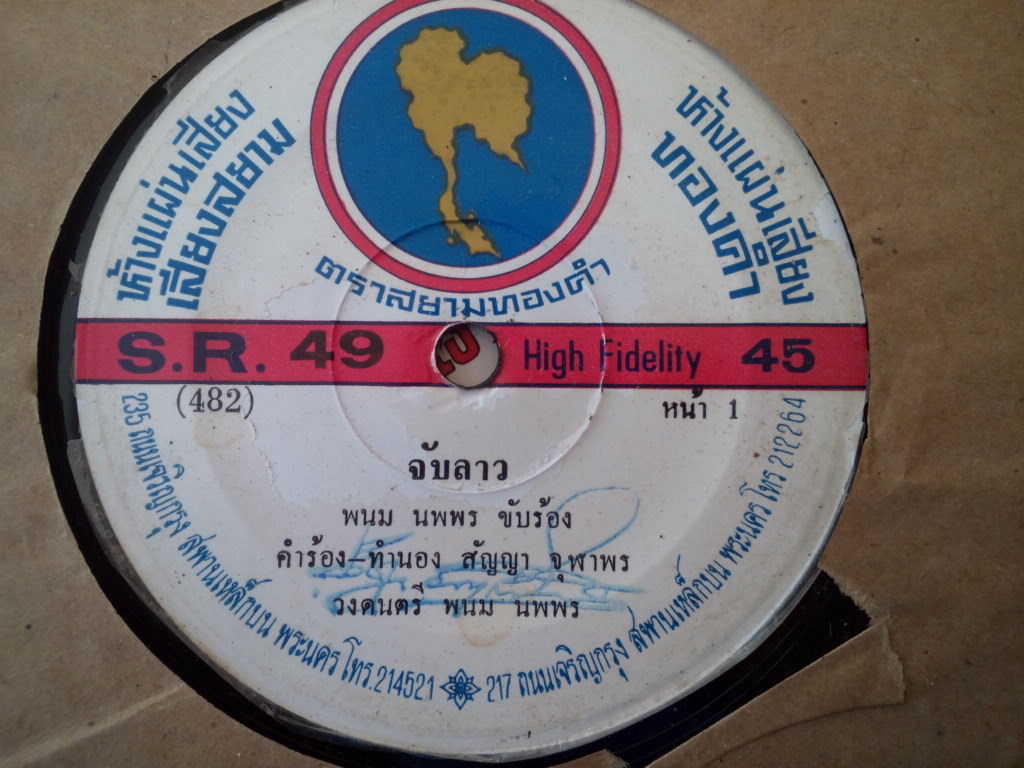 ห้างแผ่นเสียง
เสียงสยาม
ห้างแผ่นเสียง
ทองคำ
ตราสยามทองคำ
S.R. 49 High Fidelity 45
(482) หน้า 1
จับลาว
พนม นพพร ขับร้อง
คำร้อง-ทำนอง สัญญา จุฬาพร
วงดนตรี พนม นพพร
235 ถนนเจริญกรุง สพานเหล็กบน พระนคร โทร.214521
217 ถนนเจริญกรุง สพานเหล็กบน พระนคร โทร 212264